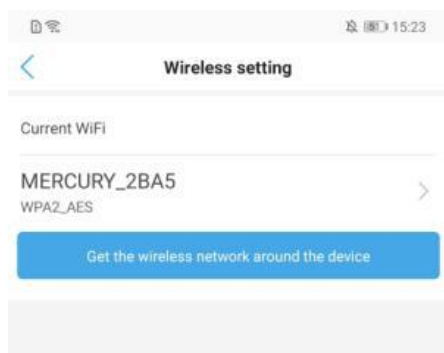 15:23
Wireless setting
Current WiFi
MERCURY_2BA5
WPA2_AES
Get the wireless network around the device